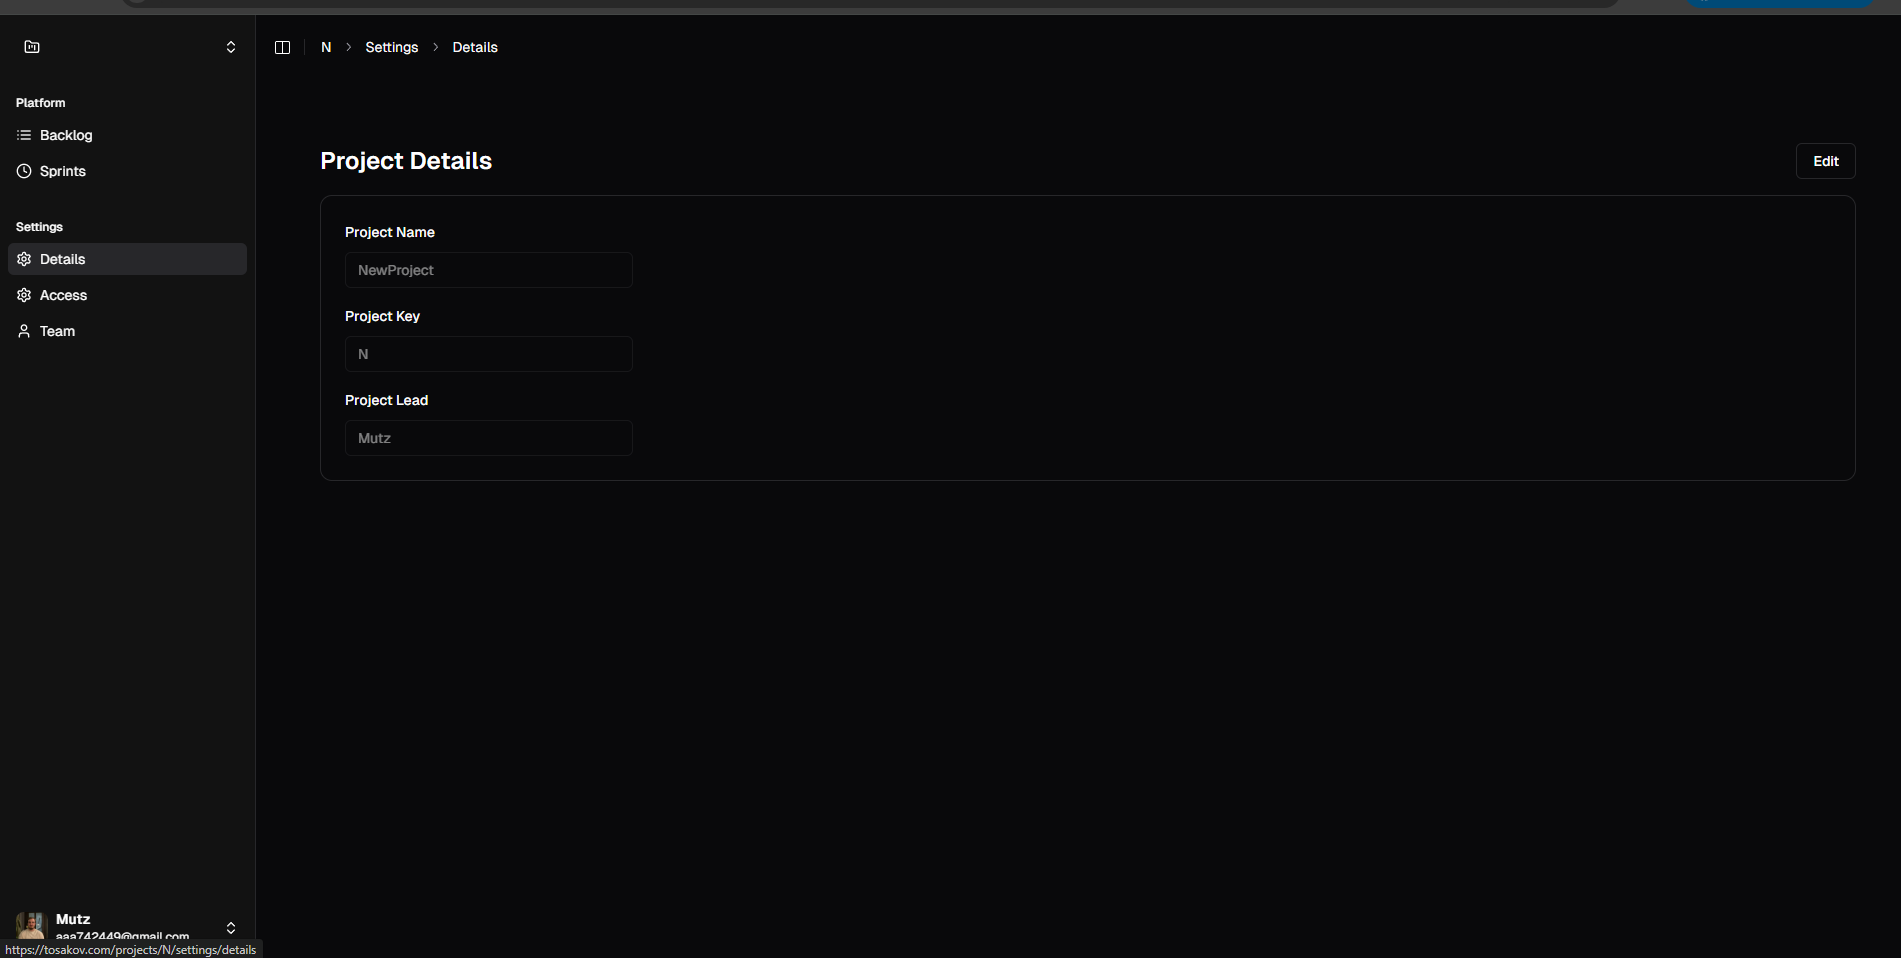 N > Settings > Details
Platform
Backlog
Sprints
Settings
Details
Access
Team
Project Details
Edit
Project Name
NewProject
Project Key
N
Project Lead
Mutz
Mutz
aaa742449@gmail.com
https://tosakov.com/projects/N/settings/details